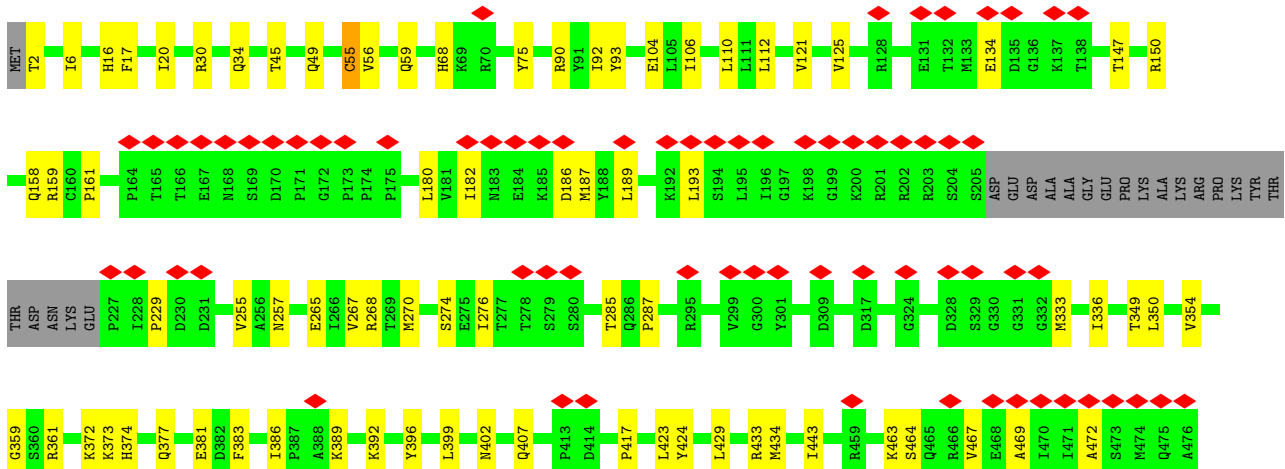 MET T2 I6 H16 F17 I20 R30 Q34 T45 Q49 C55 V56 Q59 H68 K69 R70 Y75 R90 Y91 I92 Y93 E104 L105 I106 L110 L111 L112 V121 V125 R128 E131 T132 M133 E134 D135 G136 K137 T138 T147 R150
Q158 R159 C160 P161 P164 T165 T166 E167 N168 S169 D170 P171 G172 P173 P174 P175 L180 V181 I182 N183 E184 K185 D186 M187 Y188 L189 K192 L193 S194 L195 I196 G197 K198 G199 K200 R201 R202 R203 S204 S205 ASP GLU ASP ALA ALA GLY GLU PRO LYS ALA LYS ARG PRO LYS TYR THR
THR ASP ASN LYS GLU P227 I228 P229 D230 D231 V255 A256 N257 E265 I266 V267 R268 T269 M270 S274 E275 I276 T277 T278 S279 S280 T285 Q286 P287 R295 V299 G300 Y301 D309 D317 G324 D328 S329 G330 G331 G332 M333 I336 T349 L350 V354
G359 S360 R361 K372 K373 H374 Q377 E381 D382 F383 I386 P387 A388 K389 K392 Y396 L399 N402 Q407 P413 D414 P417 L423 Y424 L429 R433 M434 I443 R459 K463 S464 Q465 R466 V467 E468 A469 I470 I471 A472 S473 M474 Q475 A476